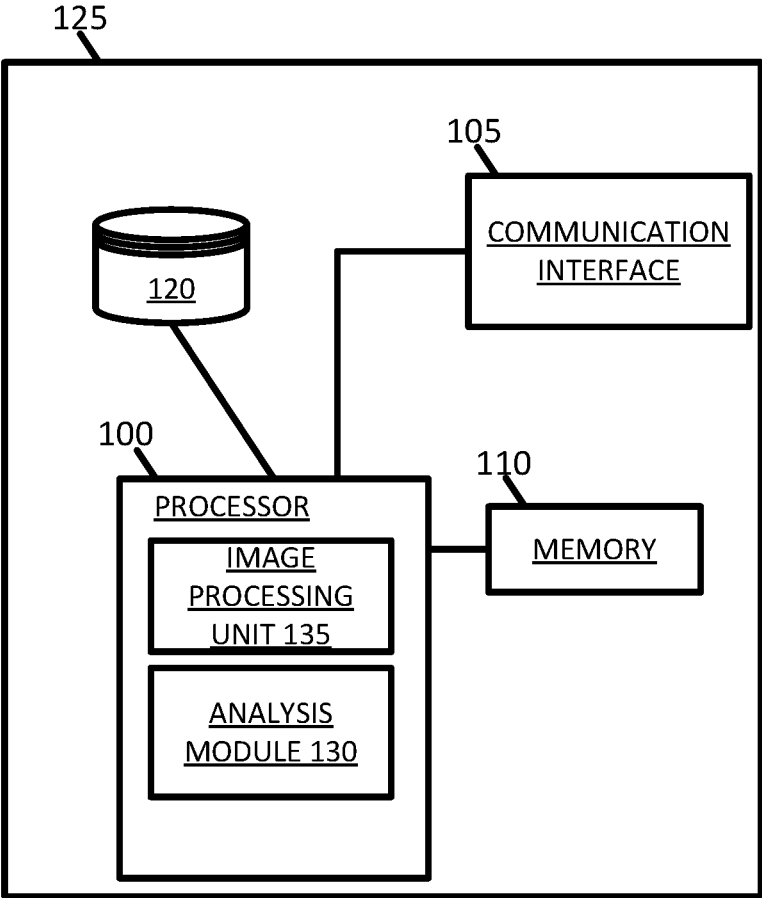 125
105
COMMUNICATION
INTERFACE
120
100
110
PROCESSOR
MEMORY
IMAGE
PROCESSING
UNIT 135
ANALYSIS
MODULE 130